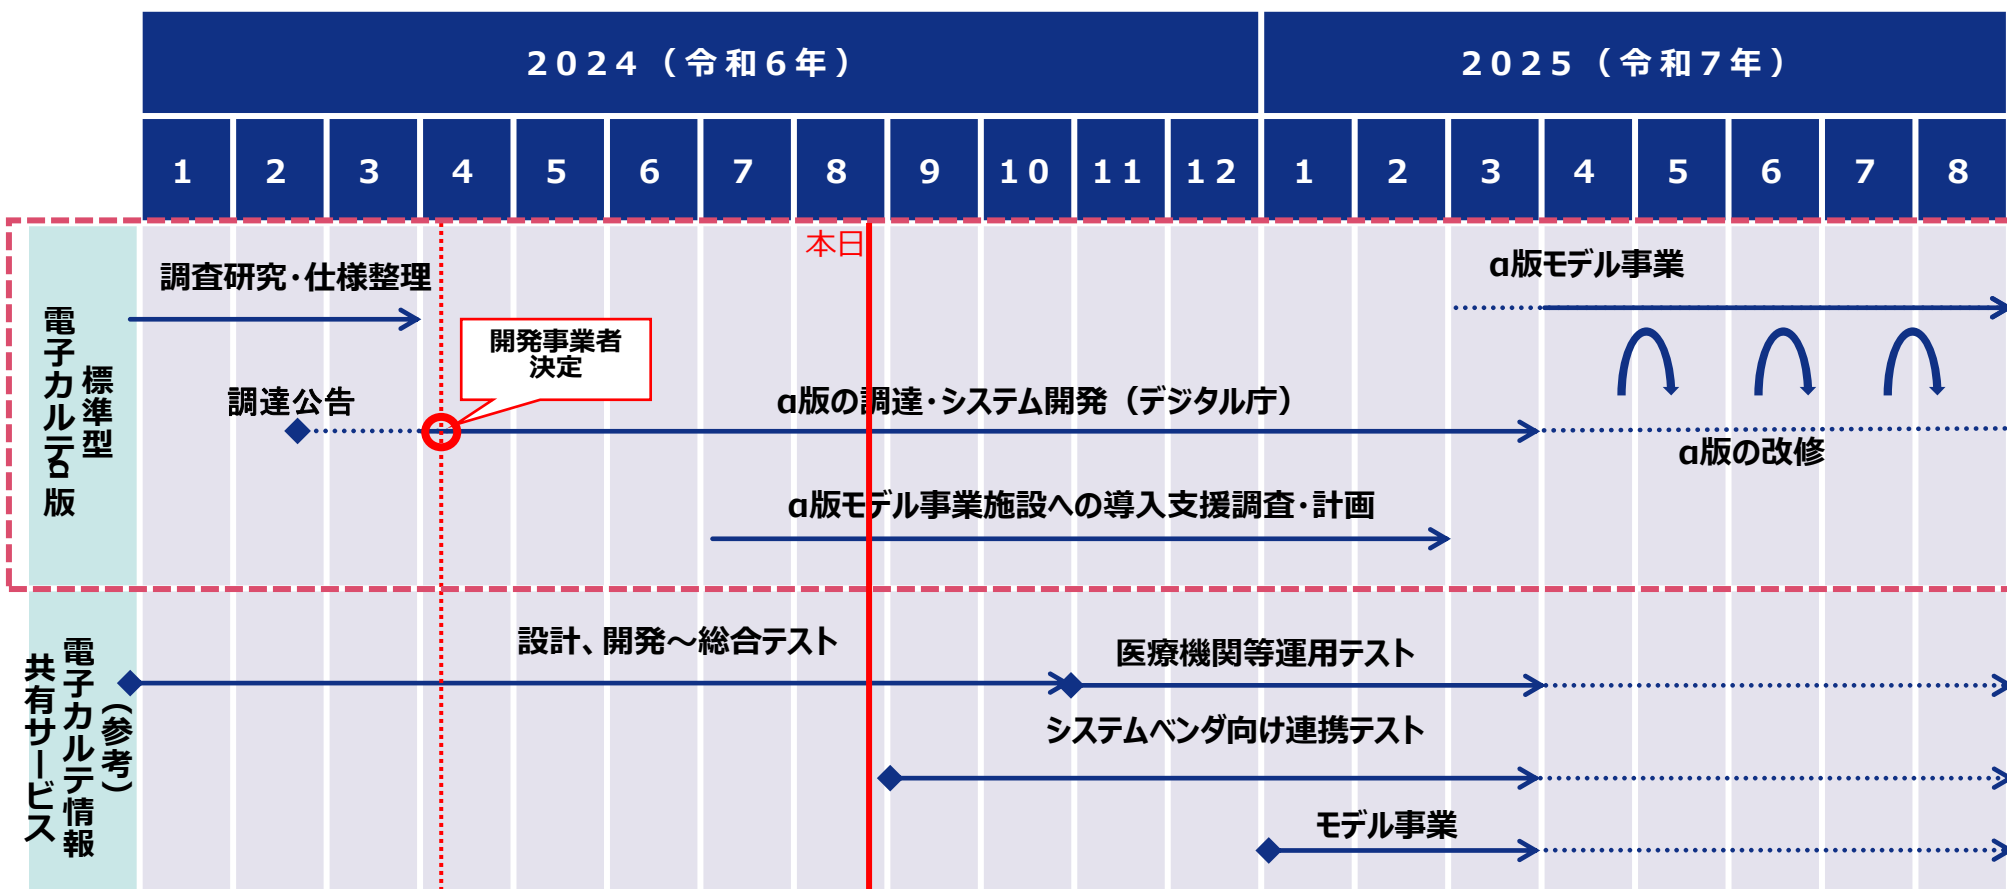 2024（令和6年）
2025（令和7年）
1 2 3 4 5 6 7 8 9 10 11 12 1 2 3 4 5 6 7 8
本日
標準型
電子カルテα版
調査研究・仕様整理
α版モデル事業
開発事業者
決定
調達公告
α版の調達・システム開発（デジタル庁）
α版の改修
α版モデル事業施設への導入支援調査・計画
（参考）
電子カルテ情報
共有サービス
設計、開発～総合テスト
医療機関等運用テスト
システムベンダ向け連携テスト
モデル事業